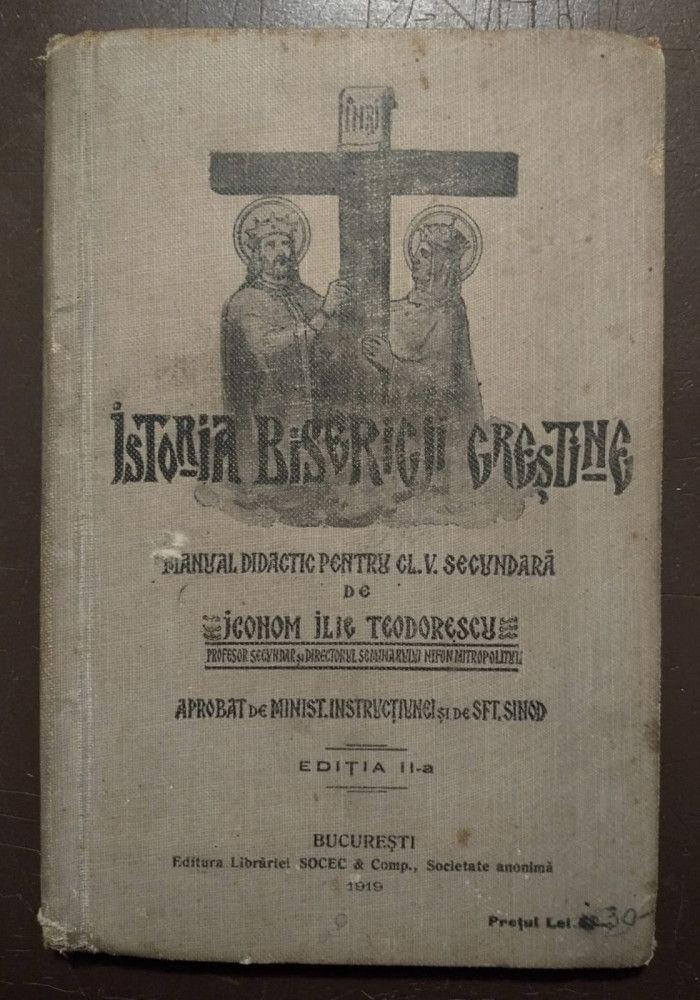 INRI
ISTORIA BISERICII CREȘTINE
MANUAL DIDACTIC PENTRU CL. V. SECUNDARĂ
DE
ICONOM ILIE TEODORESCU
PROFESOR SECUNDAR ȘI DIRECTORUL SEMINARULUI NIFON MITROPOLITUL
APROBAT DE MINIST. INSTRUCȚIUNEI ȘI DE SFT. SINOD
EDIȚIA II-a
BUCUREȘTI
Editura Librăriei SOCEC & Comp., Societate anonimă
1919
Prețul Lei 30-